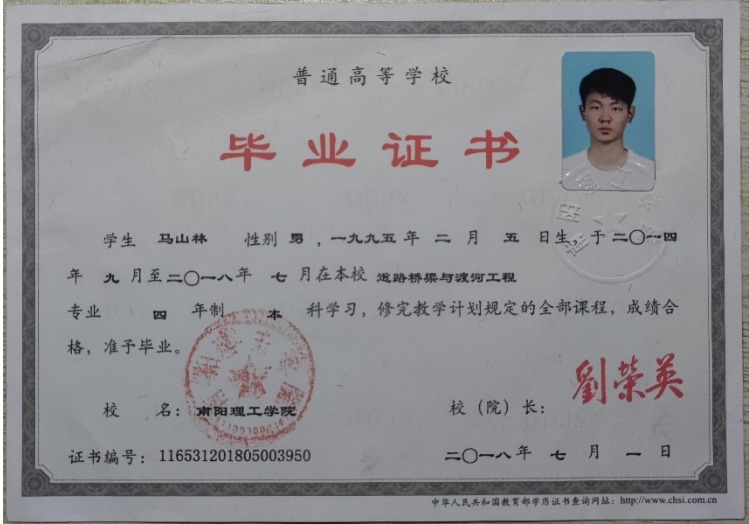 普通高等学校
毕业证书
学生 马山林 性别 男，一九九五年 二 月 五 日生，于二〇一四
年 九 月至二〇一八年 七 月在本校 道路桥梁与渡河工程
专业 四 年制 本 科学习，修完教学计划规定的全部课程，成绩合
格，准予毕业。
校 名：南阳理工学院
校（院）长：劉荣英
证书编号：116531201805003950
二〇一八年 七 月 一 日
中华人民共和国教育部学历证书查询网址：http://www.chsi.com.cn